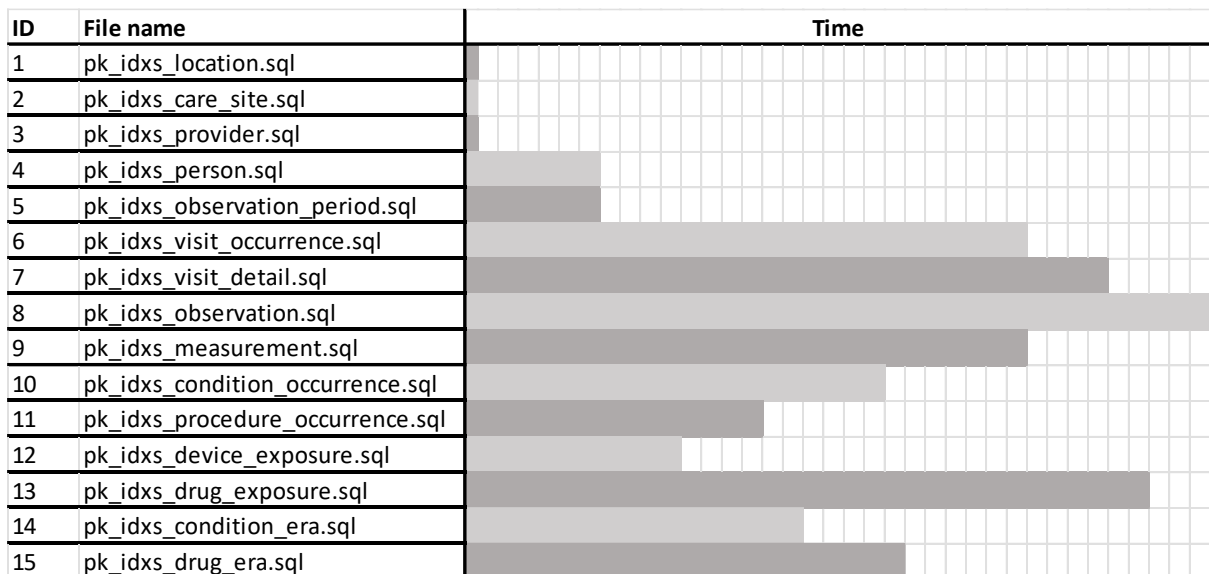 ID File name Time
1 pk_idxs_location.sql
2 pk_idxs_care_site.sql
3 pk_idxs_provider.sql
4 pk_idxs_person.sql
5 pk_idxs_observation_period.sql
6 pk_idxs_visit_occurrence.sql
7 pk_idxs_visit_detail.sql
8 pk_idxs_observation.sql
9 pk_idxs_measurement.sql
10 pk_idxs_condition_occurrence.sql
11 pk_idxs_procedure_occurrence.sql
12 pk_idxs_device_exposure.sql
13 pk_idxs_drug_exposure.sql
14 pk_idxs_condition_era.sql
15 pk_idxs_drug_era.sql